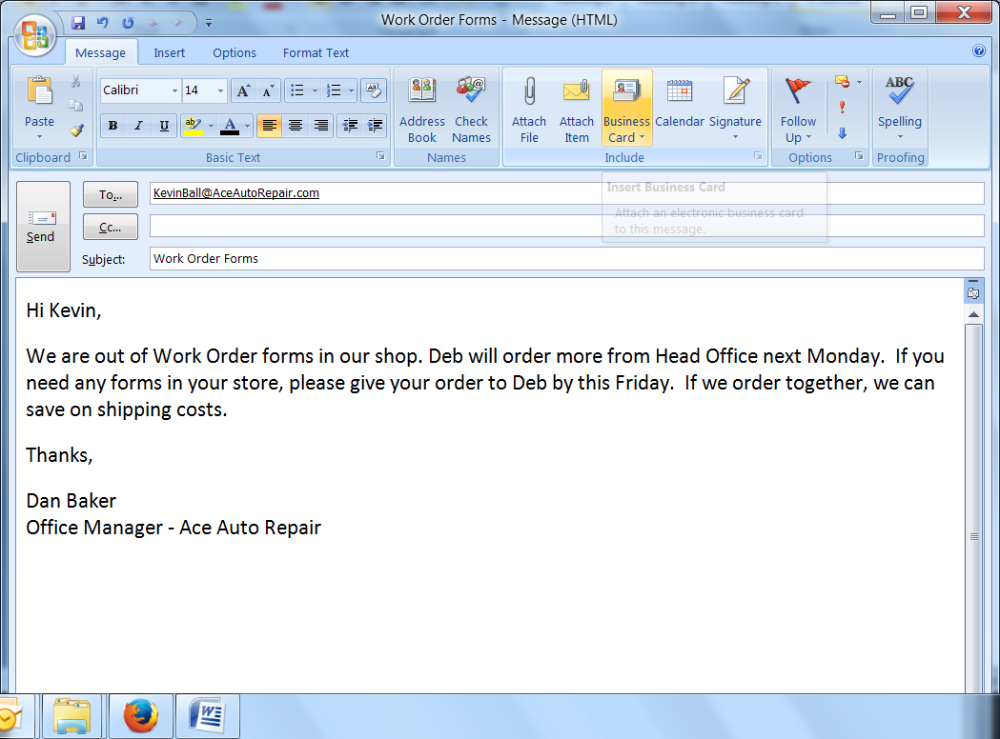 Work Order Forms - Message (HTML)
Message Insert Options Format Text
Calibri 14
B I U ab A
Paste Address Book Check Names Attach File Attach Item Business Card Calendar Signature Follow Up ABC Spelling
Clipboard Basic Text Names Include Options Proofing
Insert Business Card
Attach an electronic business card
to this message.
To... KevinBall@AceAutoRepair.com
Send Cc...
Subject: Work Order Forms
Hi Kevin,
We are out of Work Order forms in our shop. Deb will order more from Head Office next Monday.  If you
need any forms in your store, please give your order to Deb by this Friday.  If we order together, we can
save on shipping costs.
Thanks,
Dan Baker
Office Manager - Ace Auto Repair